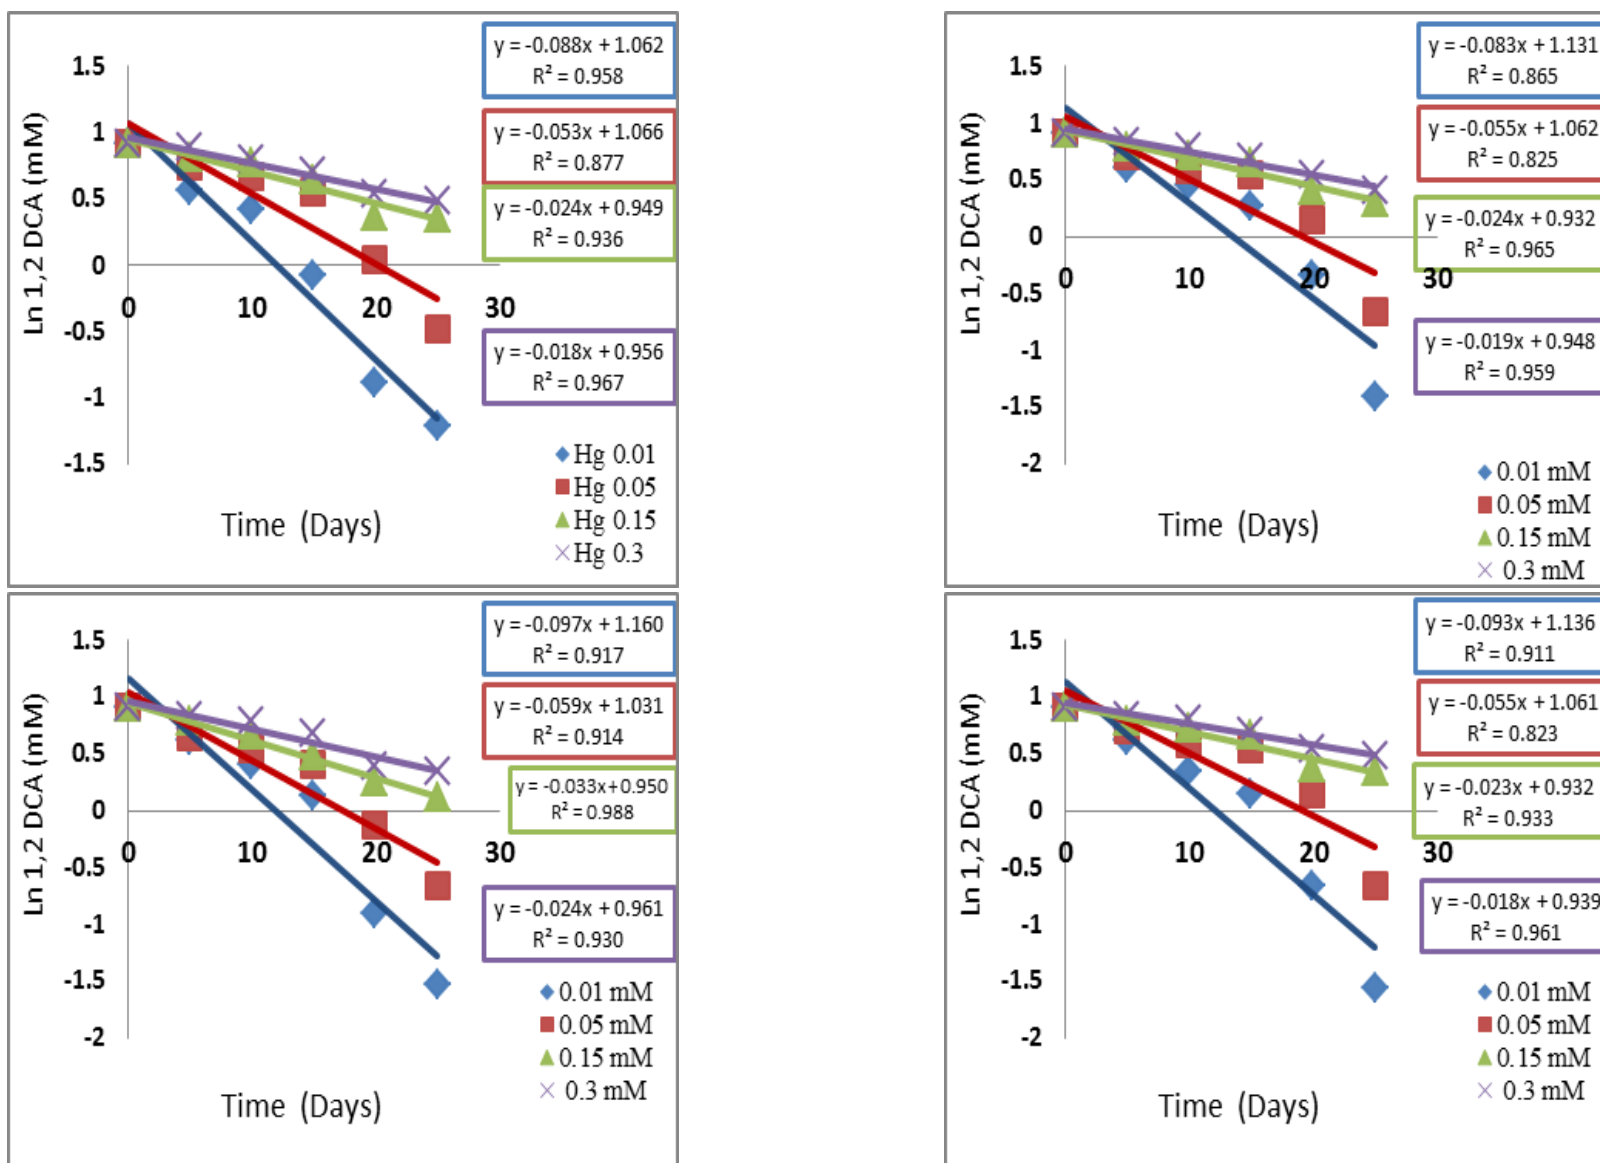 y = -0.088x + 1.062
R² = 0.958
y = -0.053x + 1.066
R² = 0.877
y = -0.024x + 0.949
R² = 0.936
y = -0.018x + 0.956
R² = 0.967
Ln 1,2 DCA (mM)
1.5
1
0.5
0
-0.5
-1
-1.5
0 10 20 30
Time (Days)
Hg 0.01
Hg 0.05
Hg 0.15
Hg 0.3
y = -0.083x + 1.131
R² = 0.865
y = -0.055x + 1.062
R² = 0.825
y = -0.024x + 0.932
R² = 0.965
y = -0.019x + 0.948
R² = 0.959
Ln 1,2 DCA (mM)
1.5
1
0.5
0
-0.5
-1
-1.5
-2
0 10 20 30
Time (Days)
0.01 mM
0.05 mM
0.15 mM
0.3 mM
y = -0.097x + 1.160
R² = 0.917
y = -0.059x + 1.031
R² = 0.914
y = -0.033x+0.950
R² = 0.988
y = -0.024x + 0.961
R² = 0.930
Ln 1,2 DCA (mM)
1.5
1
0.5
0
-0.5
-1
-1.5
-2
0 10 20 30
Time (Days)
0.01 mM
0.05 mM
0.15 mM
0.3 mM
y = -0.093x + 1.136
R² = 0.911
y = -0.055x + 1.061
R² = 0.823
y = -0.023x + 0.932
R² = 0.933
y = -0.018x + 0.939
R² = 0.961
Ln 1,2 DCA (mM)
1.5
1
0.5
0
-0.5
-1
-1.5
-2
0 10 20 30
Time (Days)
0.01 mM
0.05 mM
0.15 mM
0.3 mM